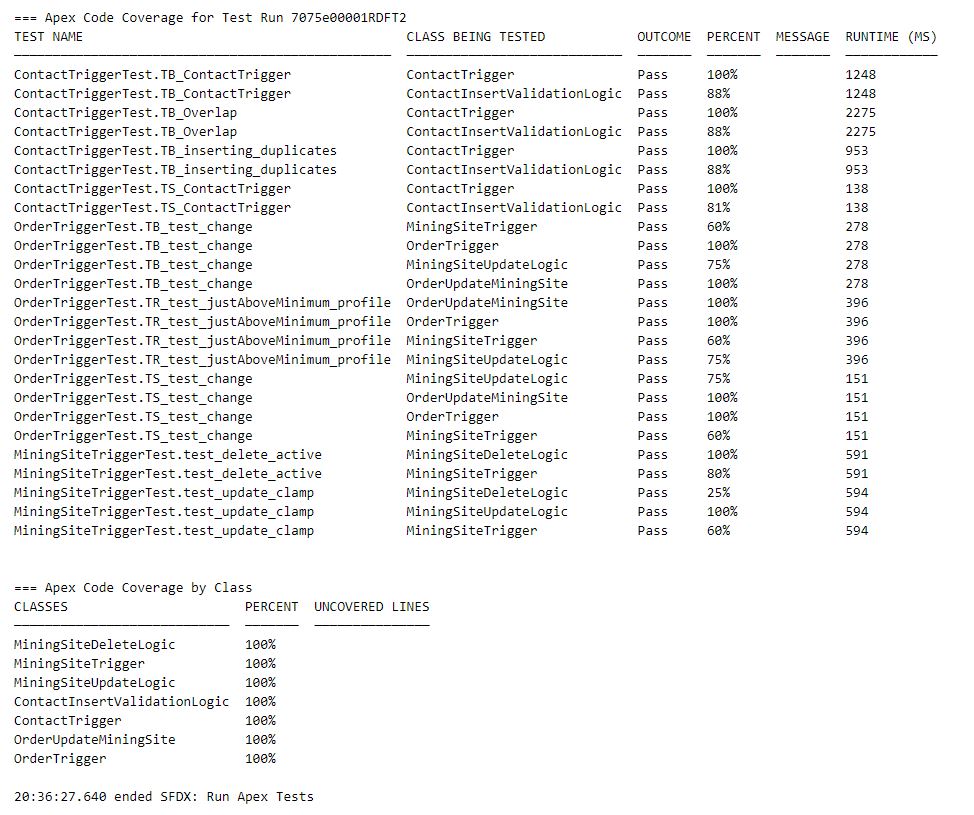 === Apex Code Coverage for Test Run 7075e00001RDFT2
TEST NAME CLASS BEING TESTED OUTCOME PERCENT MESSAGE RUNTIME (MS)
ContactTriggerTest.TB_ContactTrigger ContactTrigger Pass 100% 1248
ContactTriggerTest.TB_ContactTrigger ContactInsertValidationLogic Pass 88% 1248
ContactTriggerTest.TB_Overlap ContactTrigger Pass 100% 2275
ContactTriggerTest.TB_Overlap ContactInsertValidationLogic Pass 88% 2275
ContactTriggerTest.TB_inserting_duplicates ContactTrigger Pass 100% 953
ContactTriggerTest.TB_inserting_duplicates ContactInsertValidationLogic Pass 88% 953
ContactTriggerTest.TS_ContactTrigger ContactTrigger Pass 100% 138
ContactTriggerTest.TS_ContactTrigger ContactInsertValidationLogic Pass 81% 138
OrderTriggerTest.TB_test_change MiningSiteTrigger Pass 60% 278
OrderTriggerTest.TB_test_change OrderTrigger Pass 100% 278
OrderTriggerTest.TB_test_change MiningSiteUpdateLogic Pass 75% 278
OrderTriggerTest.TB_test_change OrderUpdateMiningSite Pass 100% 278
OrderTriggerTest.TR_test_justAboveMinimum_profile OrderUpdateMiningSite Pass 100% 396
OrderTriggerTest.TR_test_justAboveMinimum_profile OrderTrigger Pass 100% 396
OrderTriggerTest.TR_test_justAboveMinimum_profile MiningSiteTrigger Pass 60% 396
OrderTriggerTest.TR_test_justAboveMinimum_profile MiningSiteUpdateLogic Pass 75% 396
OrderTriggerTest.TS_test_change MiningSiteUpdateLogic Pass 75% 151
OrderTriggerTest.TS_test_change OrderUpdateMiningSite Pass 100% 151
OrderTriggerTest.TS_test_change OrderTrigger Pass 100% 151
OrderTriggerTest.TS_test_change MiningSiteTrigger Pass 60% 151
MiningSiteTriggerTest.test_delete_active MiningSiteDeleteLogic Pass 100% 591
MiningSiteTriggerTest.test_delete_active MiningSiteTrigger Pass 80% 591
MiningSiteTriggerTest.test_update_clamp MiningSiteDeleteLogic Pass 25% 594
MiningSiteTriggerTest.test_update_clamp MiningSiteUpdateLogic Pass 100% 594
MiningSiteTriggerTest.test_update_clamp MiningSiteTrigger Pass 60% 594
=== Apex Code Coverage by Class
CLASSES PERCENT UNCOVERED LINES
MiningSiteDeleteLogic 100%
MiningSiteTrigger 100%
MiningSiteUpdateLogic 100%
ContactInsertValidationLogic 100%
ContactTrigger 100%
OrderUpdateMiningSite 100%
OrderTrigger 100%
20:36:27.640 ended SFDX: Run Apex Tests